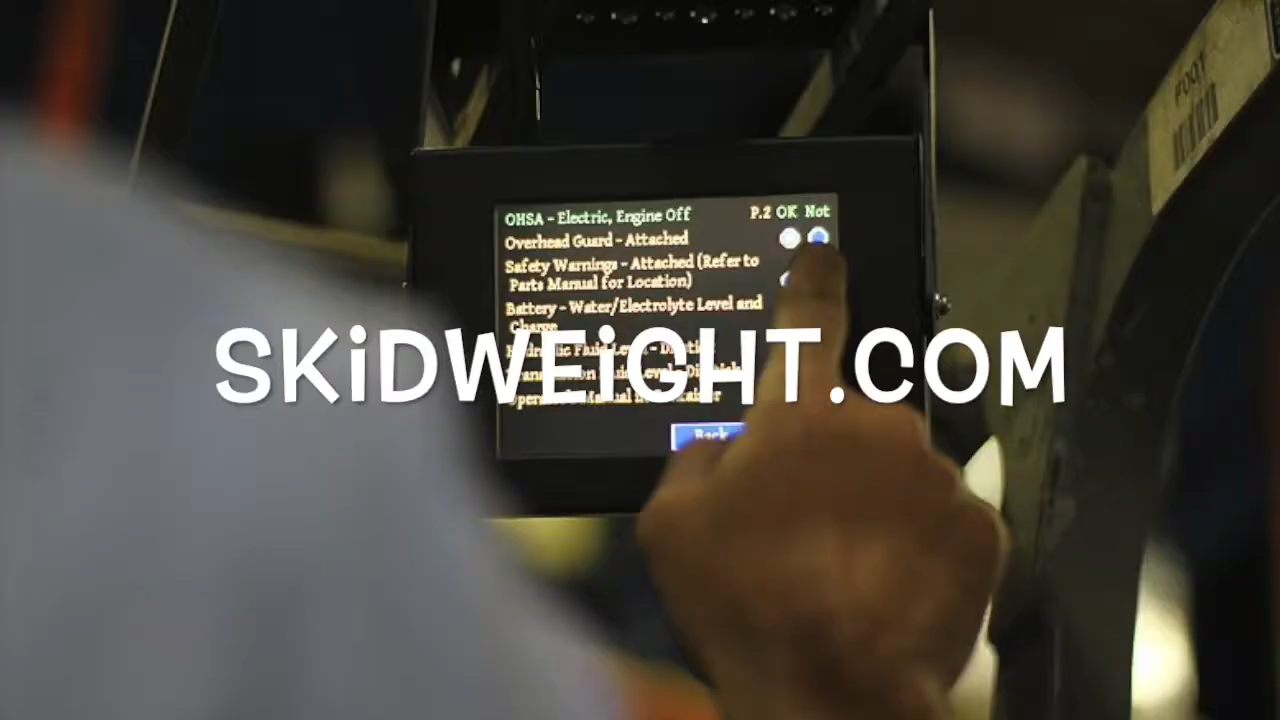 OHSA - Electric, Engine Off P.2 OK Not
Overhead Guard - Attached
Safety Warnings - Attached (Refer to
Parts Manual for Location)
Battery - Water/Electrolyte Level and
Charge
SKiDWEiGHT.COM
Back
FOOT